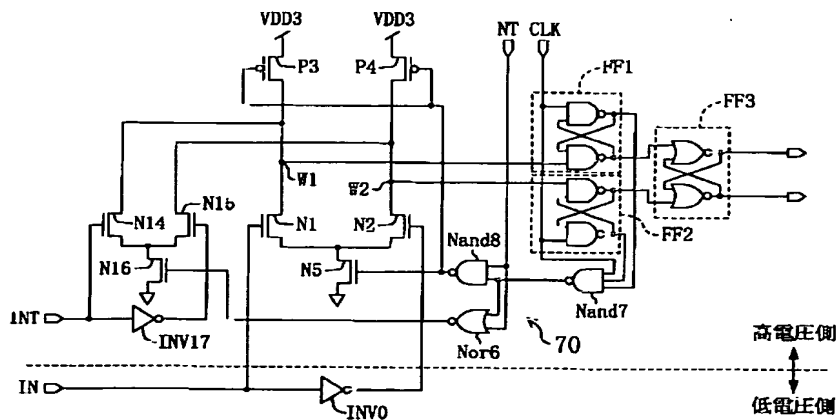 VDD3 VDD3 NT CLK
P3 P4 FF1
FF3
W1 W2
N14 N15 N1 N2
Nand8 FF2
N16 N5
Nand7
INT INV17 Nor6 70
高電圧側
IN INV0
低電圧側